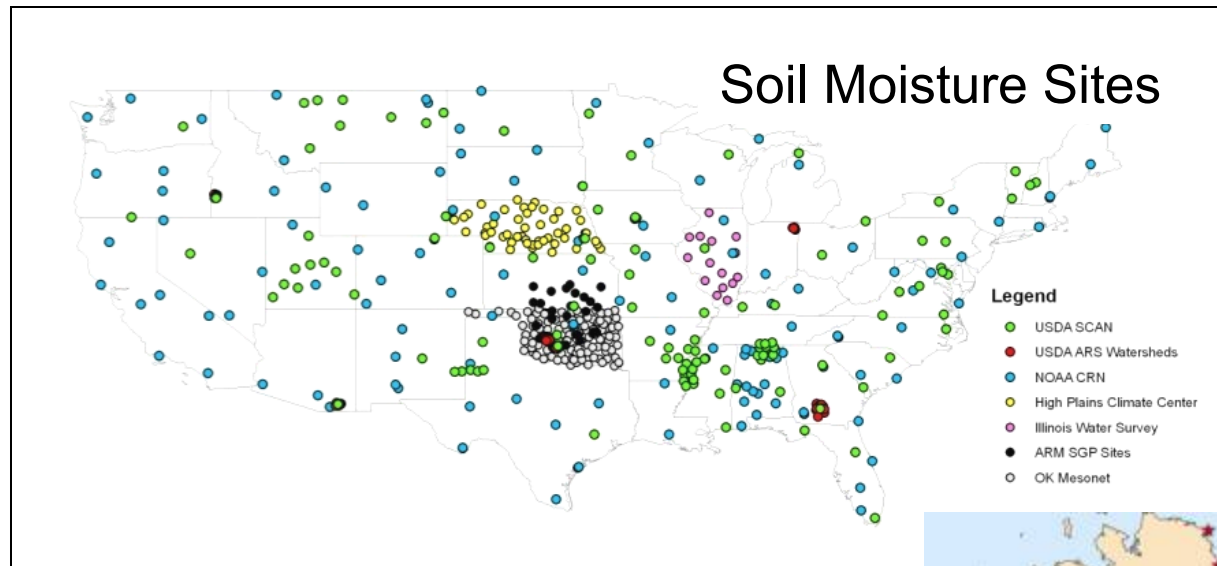 Soil Moisture Sites
Legend
USDA SCAN
USDA ARS Watersheds
NOAA CRN
High Plains Climate Center
Illinois Water Survey
ARM SGP Sites
OK Mesonet